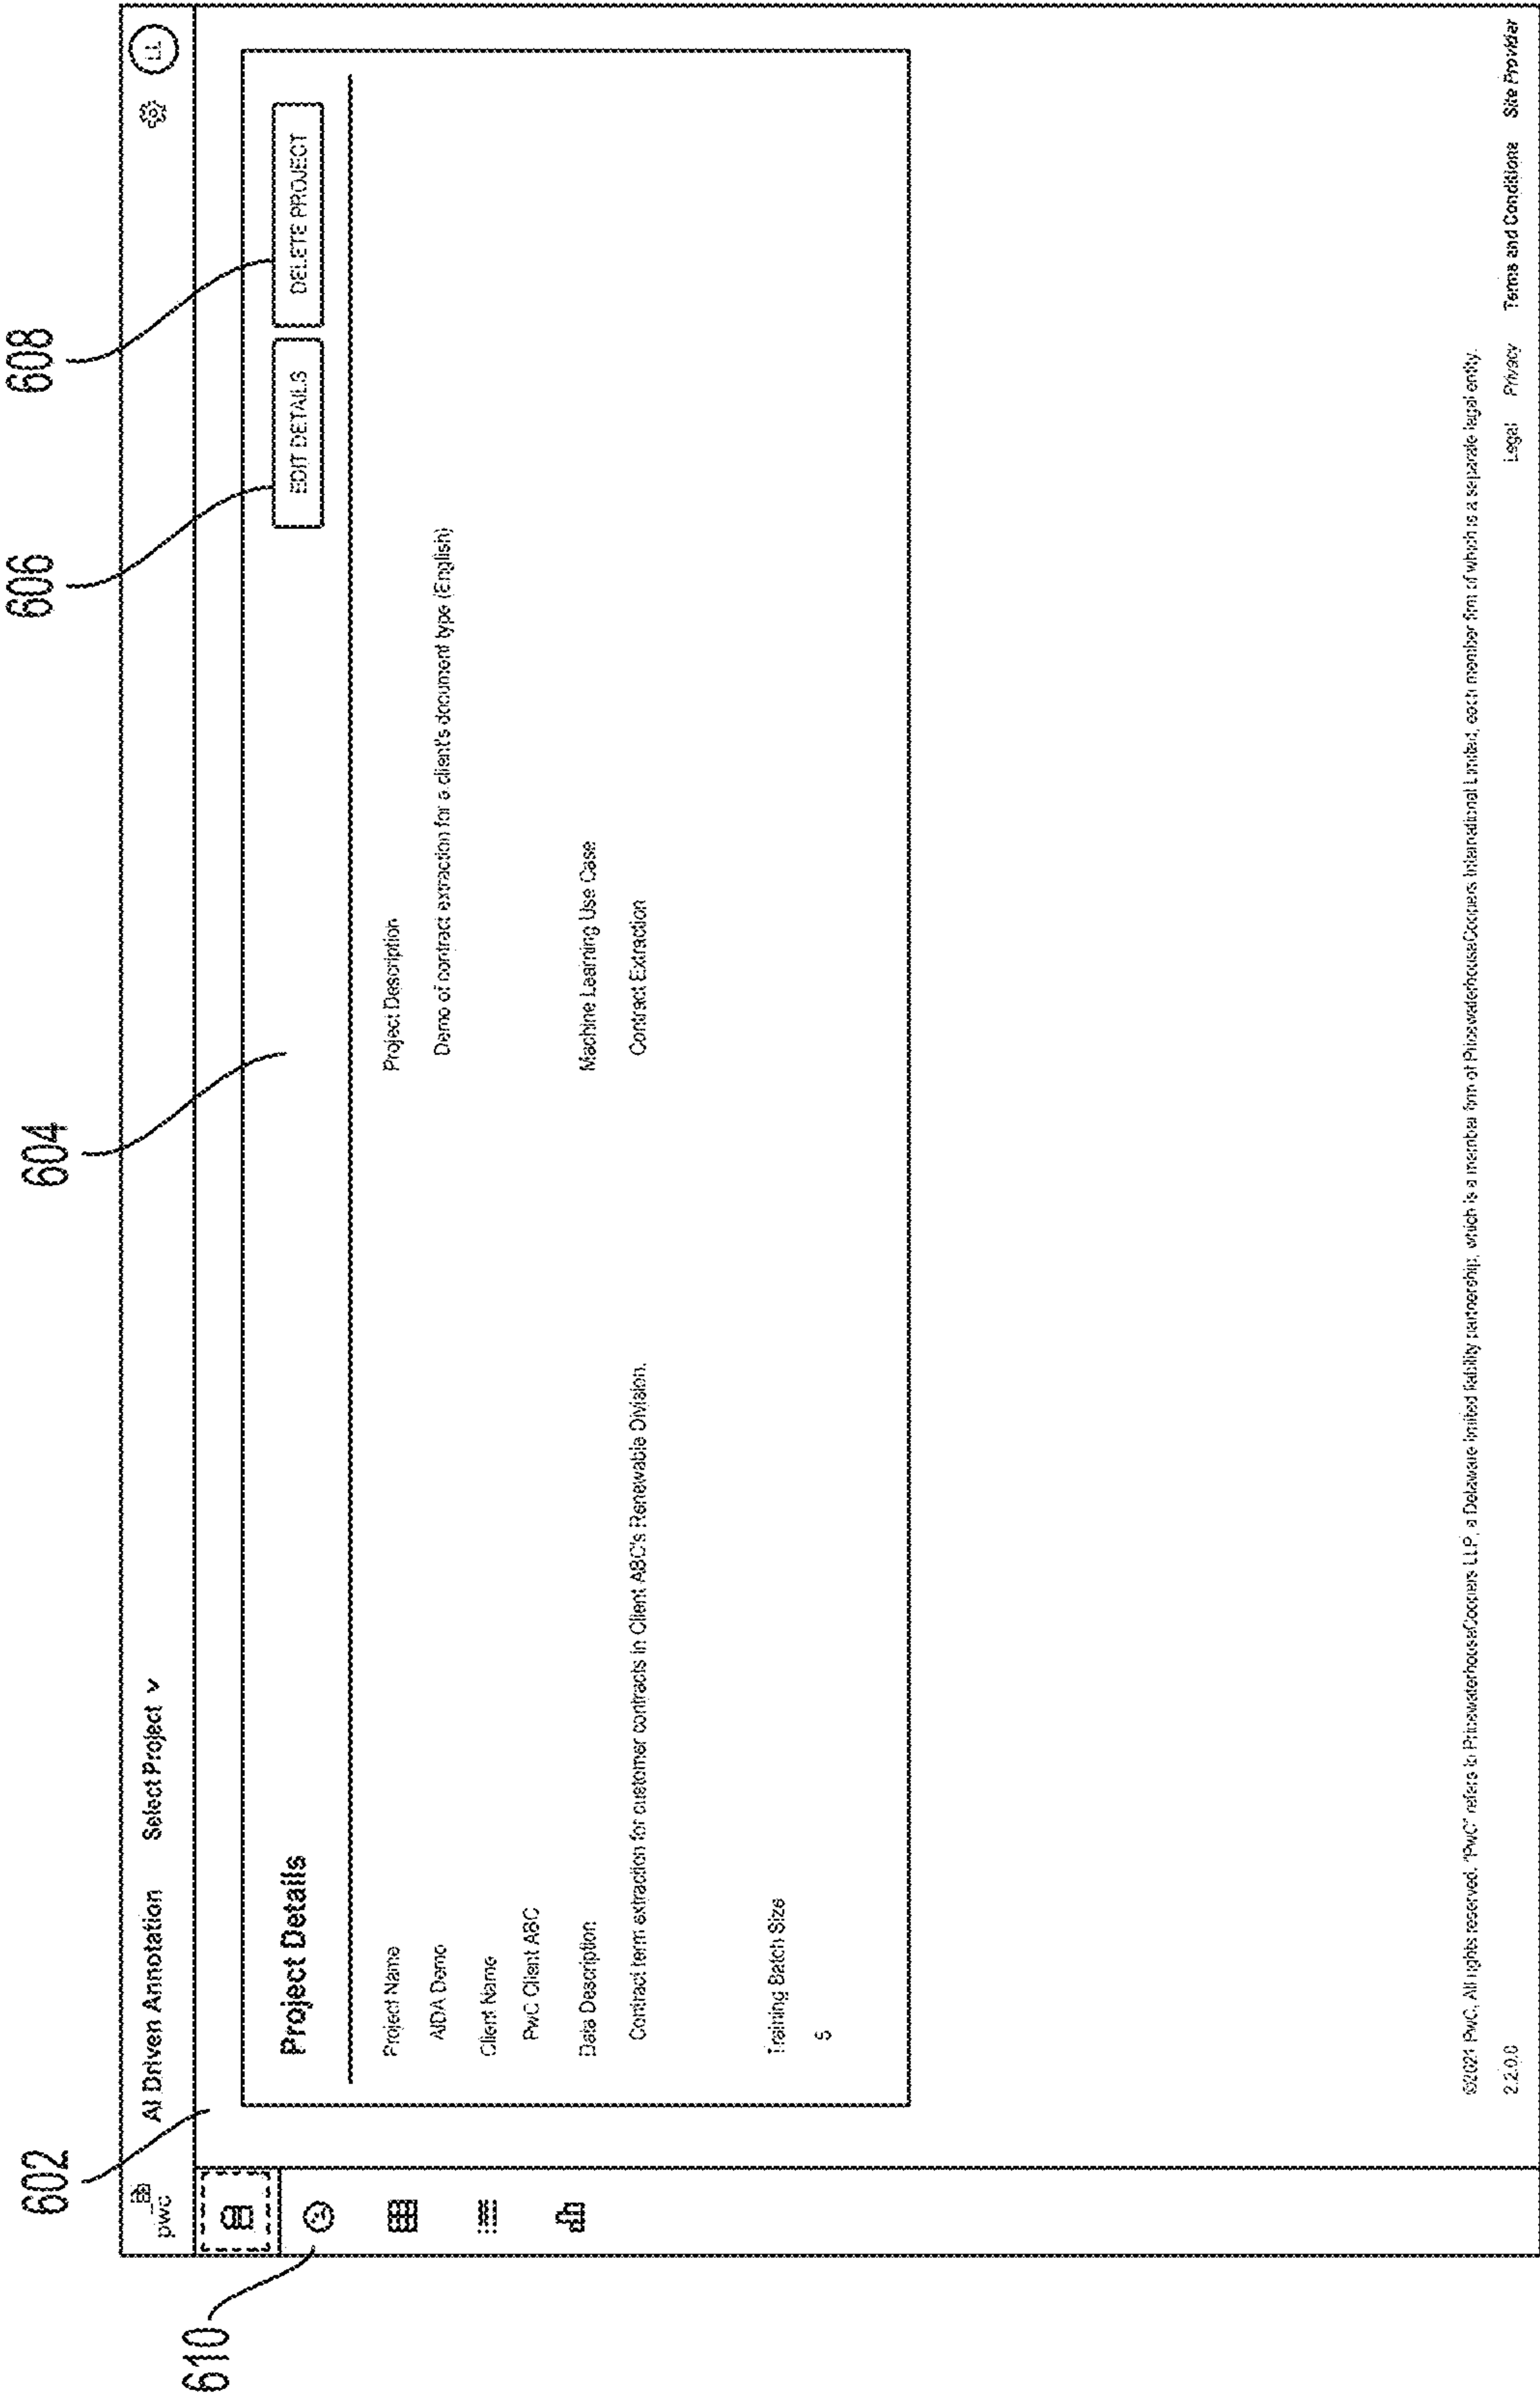 602
604
606
608
610
pwc
AI Driven Annotation Select Project
LL
Project Details
EDIT DETAILS
DELETE PROJECT
Project Name
Project Description
AIDA Demo
Demo of contract extraction for a client's document type (English)
Client Name
PwC Client ABC
Data Description
Machine Learning Use Case
Contract term extraction for customer contracts in Client ABC's Renewable Division.
Contract Extraction
Training Batch Size
5
©2021 PwC. All rights reserved. "PwC" refers to PricewaterhouseCoopers LLP, a Delaware limited liability partnership, which is a member firm of PricewaterhouseCoopers International Limited, each member firm of which is a separate legal entity.
2.2.0.0
Legal Privacy Terms and Conditions Site Provider